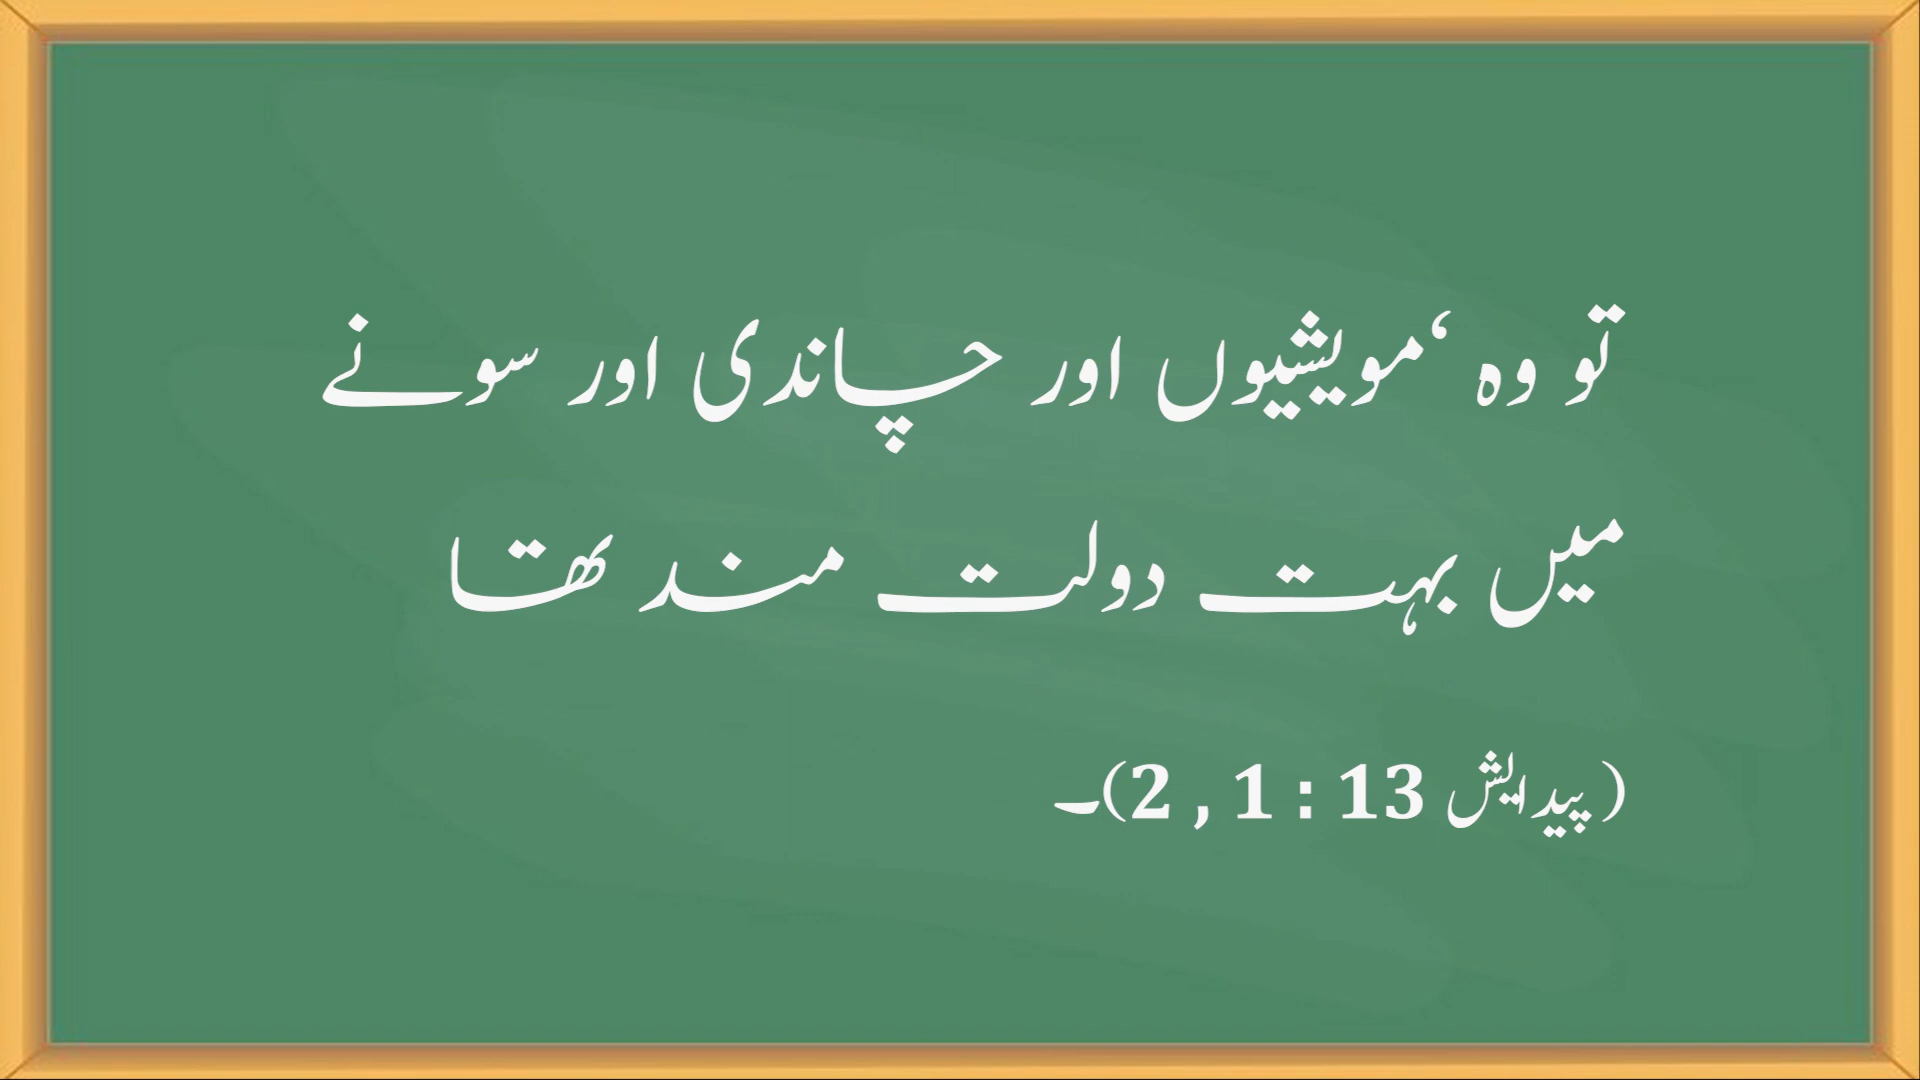 تو وہ ‘مویشیوں اور چاندی اور سونے
میں بہت دولت مند تھا
(پیدایش 13 : 1 , 2)۔